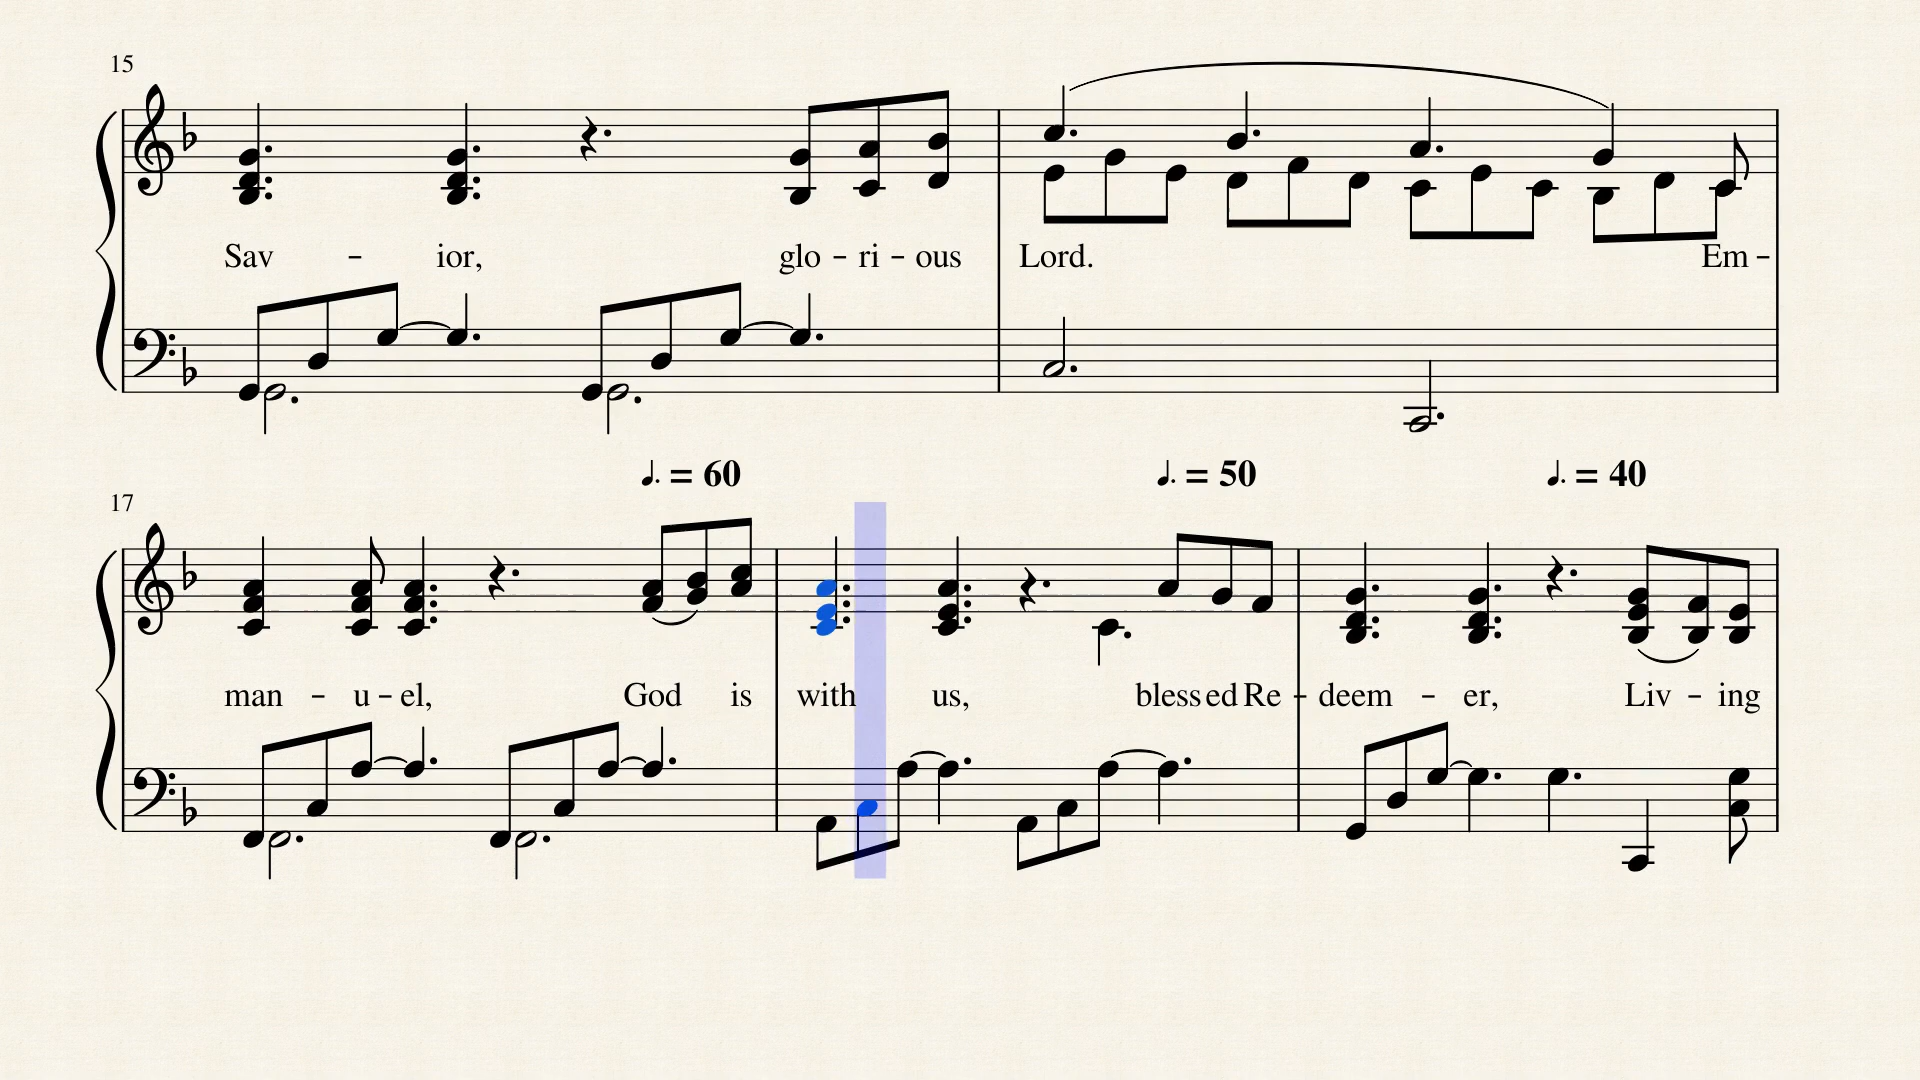 15
Sav - ior, glo - ri - ous Lord. Em -
♩. = 60 ♩. = 50 ♩. = 40
17
man - u - el, God is with us, bless ed Re - deem - er, Liv - ing